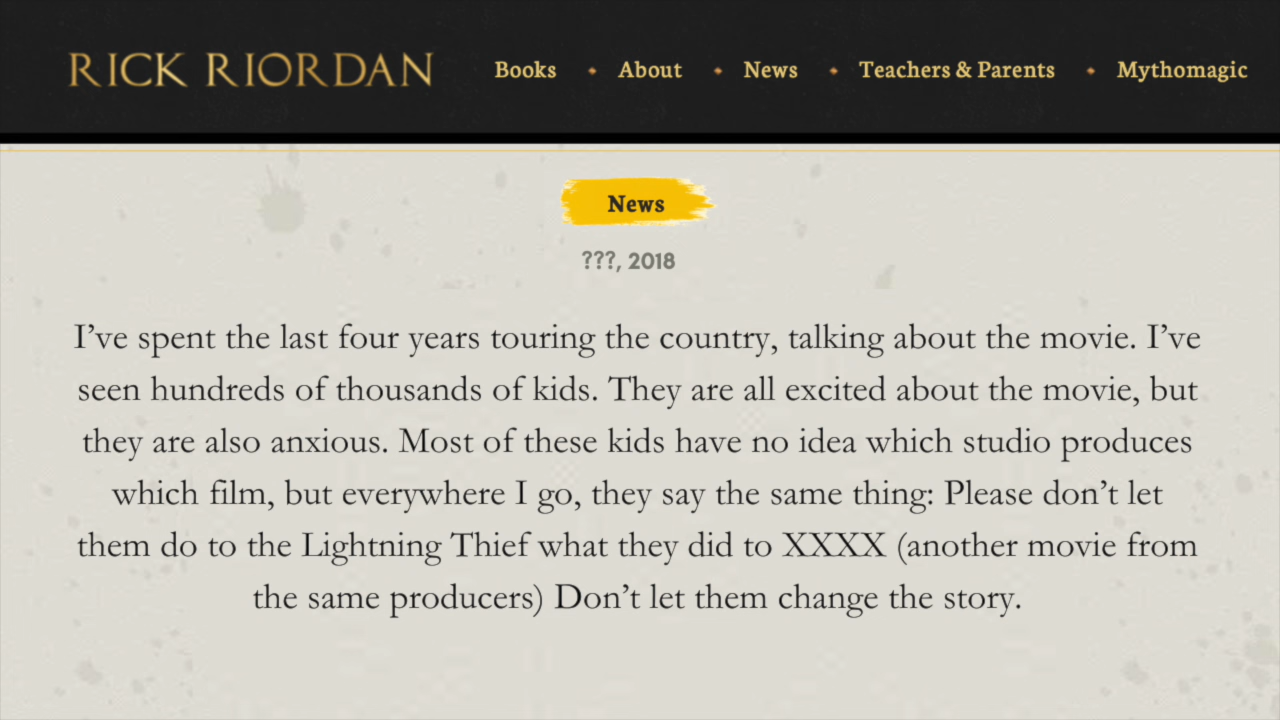 RICK RIORDAN
Books
About
News
Teachers & Parents
Mythomagic
News
???, 2018
I’ve spent the last four years touring the country, talking about the movie. I’ve
seen hundreds of thousands of kids. They are all excited about the movie, but
they are also anxious. Most of these kids have no idea which studio produces
which film, but everywhere I go, they say the same thing: Please don’t let
them do to the Lightning Thief what they did to XXXX (another movie from
the same producers) Don’t let them change the story.